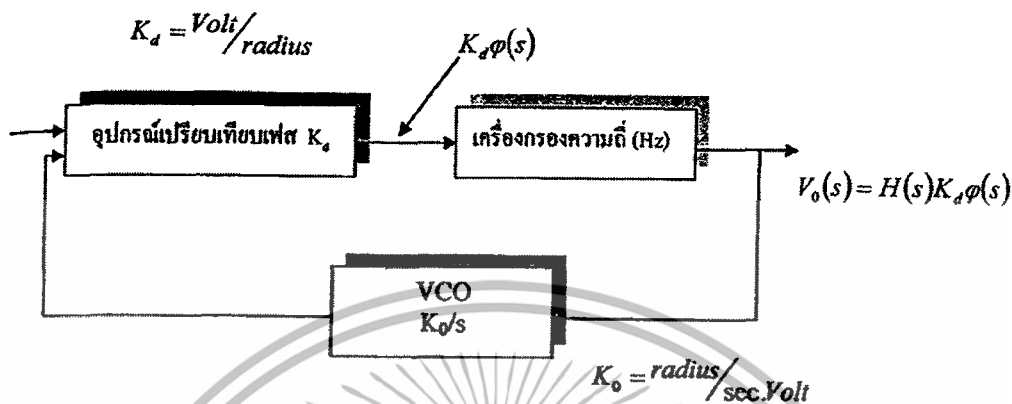 K_d = Volt/radius
K_d φ(s)
อุปกรณ์เปรียบเทียบเฟส K_d
เครื่องกรองความถี่ (Hz)
V_0(s) = H(s)K_d φ(s)
VCO
K_0/s
K_0 = radius/sec.Volt